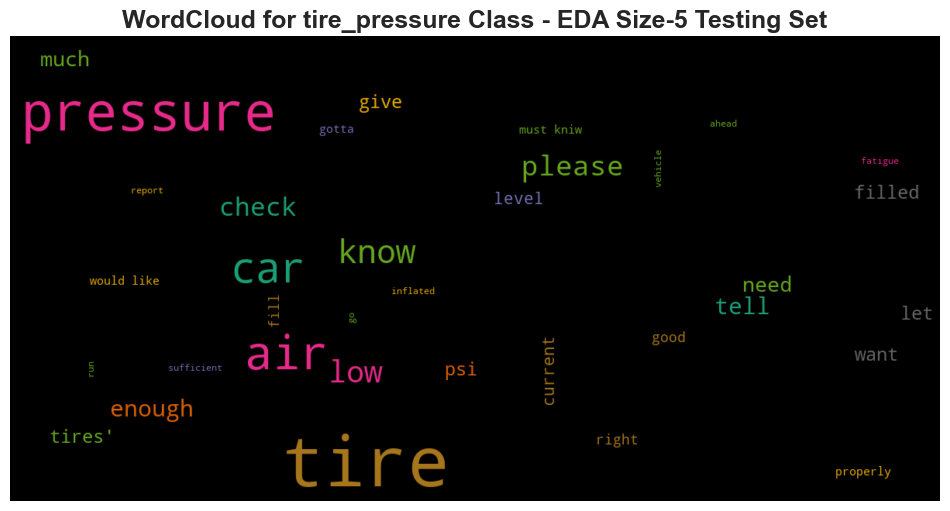 WordCloud for tire_pressure Class - EDA Size-5 Testing Set
much
pressure
give
gotta
must kniw
ahead
please
vehicle
fatigue
report
level
filled
check
know
car
would like
inflated
need
tell
fill
go
let
air
good
low
psi
current
want
run
sufficient
enough
tires'
right
tire
properly